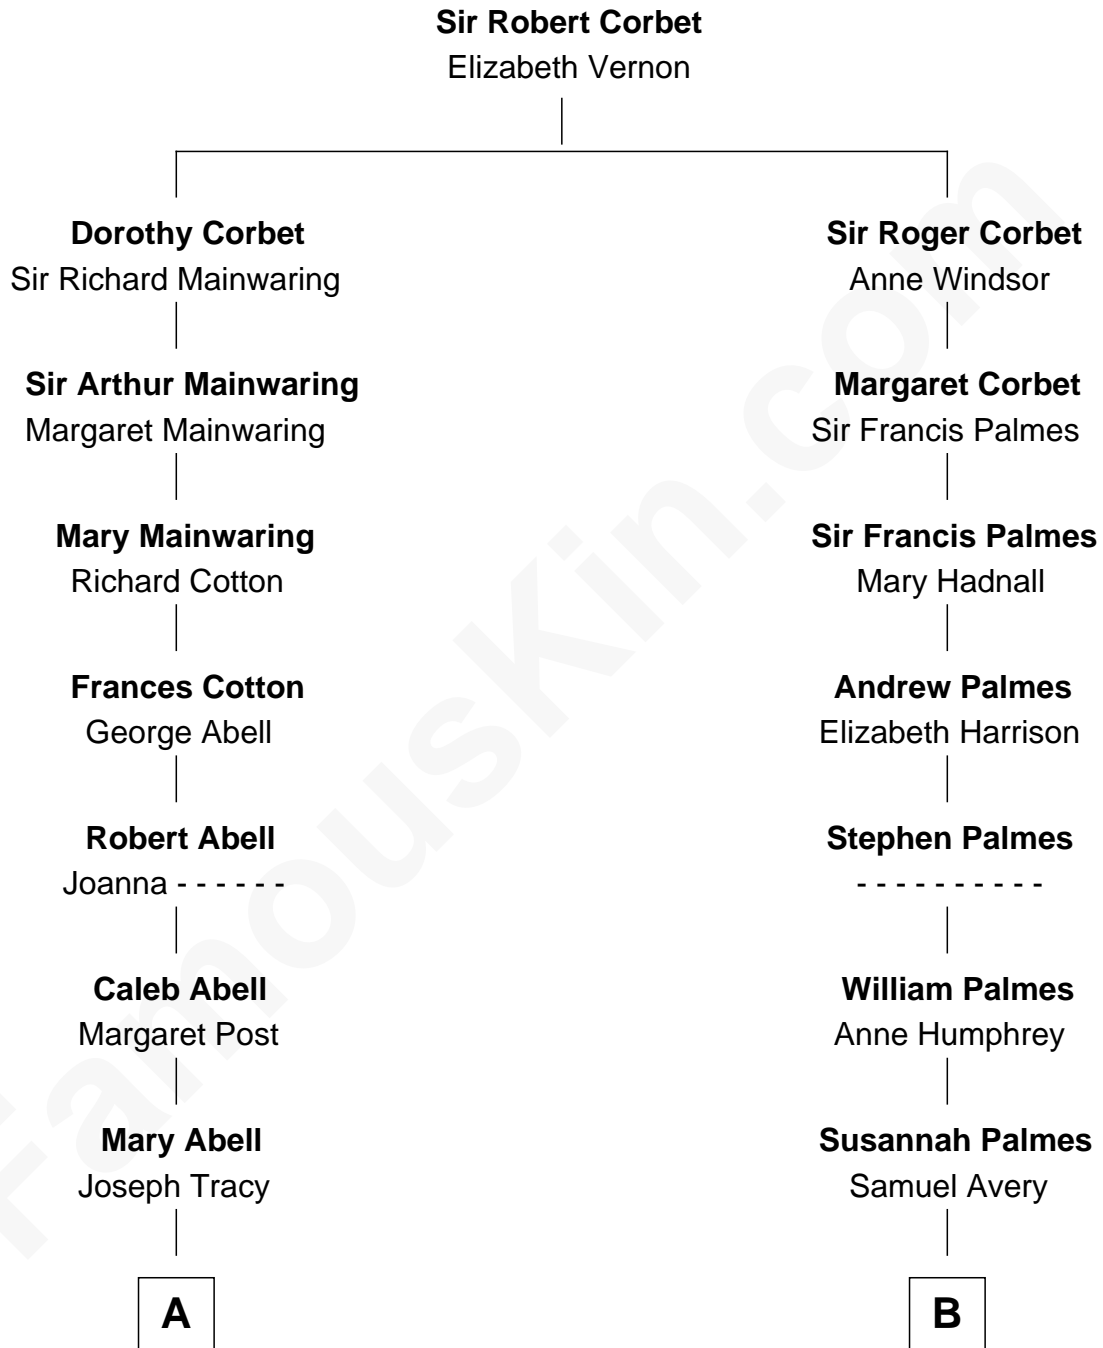 Sir Robert Corbet
Elizabeth Vernon
Dorothy Corbet
Sir Richard Mainwaring
Sir Roger Corbet
Anne Windsor
Sir Arthur Mainwaring
Margaret Mainwaring
Margaret Corbet
Sir Francis Palmes
Mary Mainwaring
Richard Cotton
Sir Francis Palmes
Mary Hadnall
Frances Cotton
George Abell
Andrew Palmes
Elizabeth Harrison
Robert Abell
Joanna - - - - - -
Stephen Palmes
- - - - - - - - - -
Caleb Abell
Margaret Post
William Palmes
Anne Humphrey
Mary Abell
Joseph Tracy
Susannah Palmes
Samuel Avery
A
B
FamousKin.com